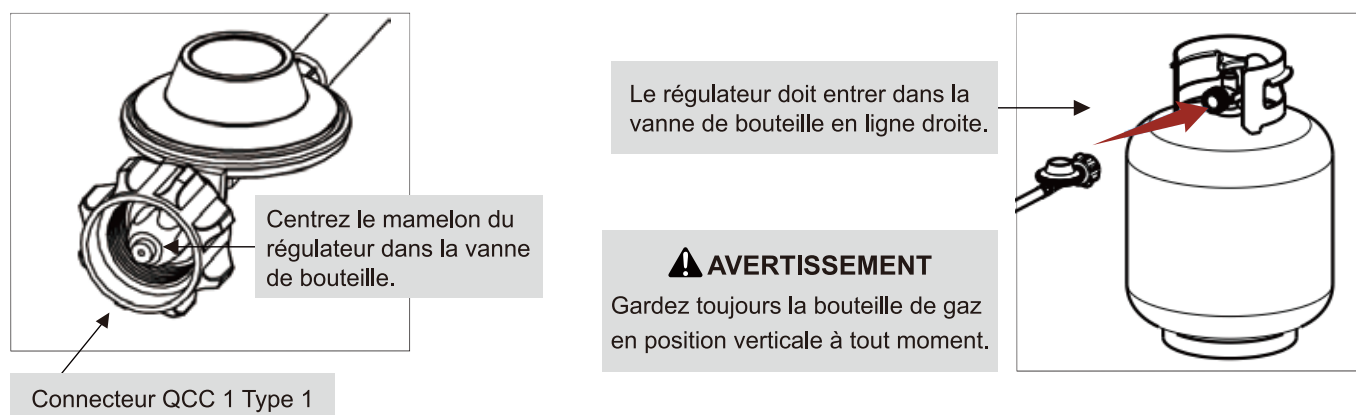 Centrez le mamelon du
régulateur dans la vanne
de bouteille.
Connecteur QCC 1 Type 1
Le régulateur doit entrer dans la
vanne de bouteille en ligne droite.
AVERTISSEMENT
Gardez toujours la bouteille de gaz
en position verticale à tout moment.